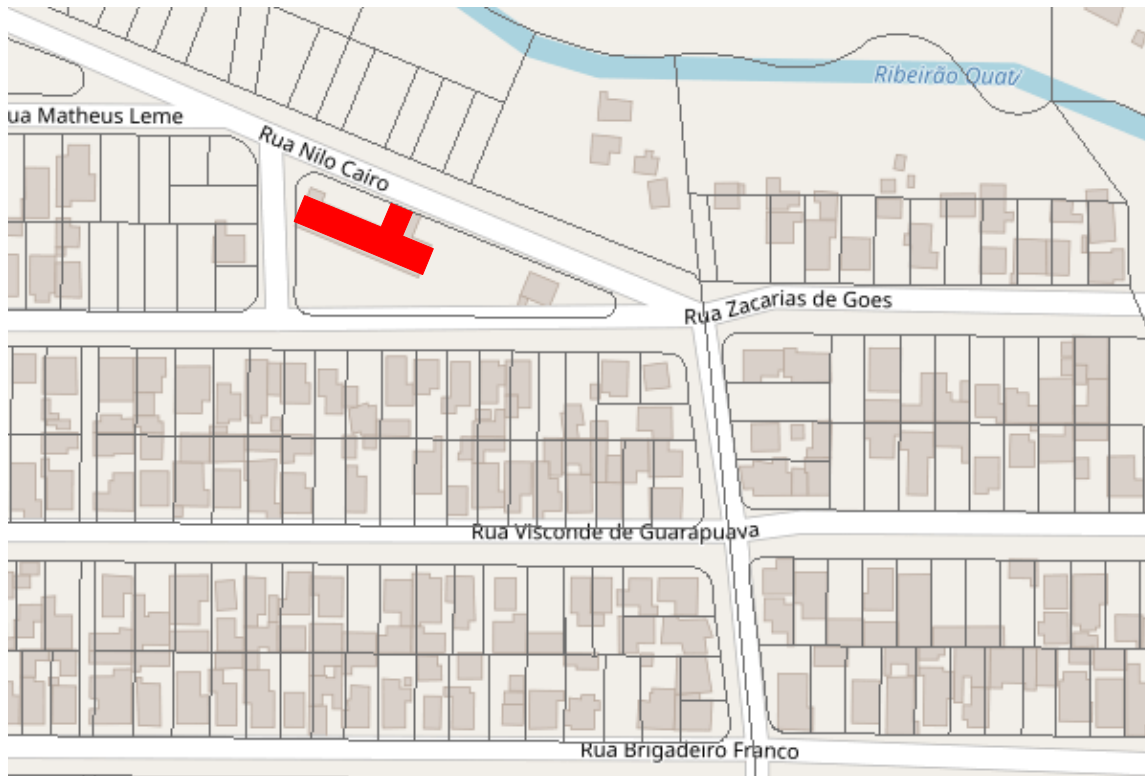 Ribeirão Quati
ua Matheus Leme
Rua Nilo Cairo
Rua Zacarias de Goes
Rua Visconde de Guarapuava
Rua Brigadeiro Franco